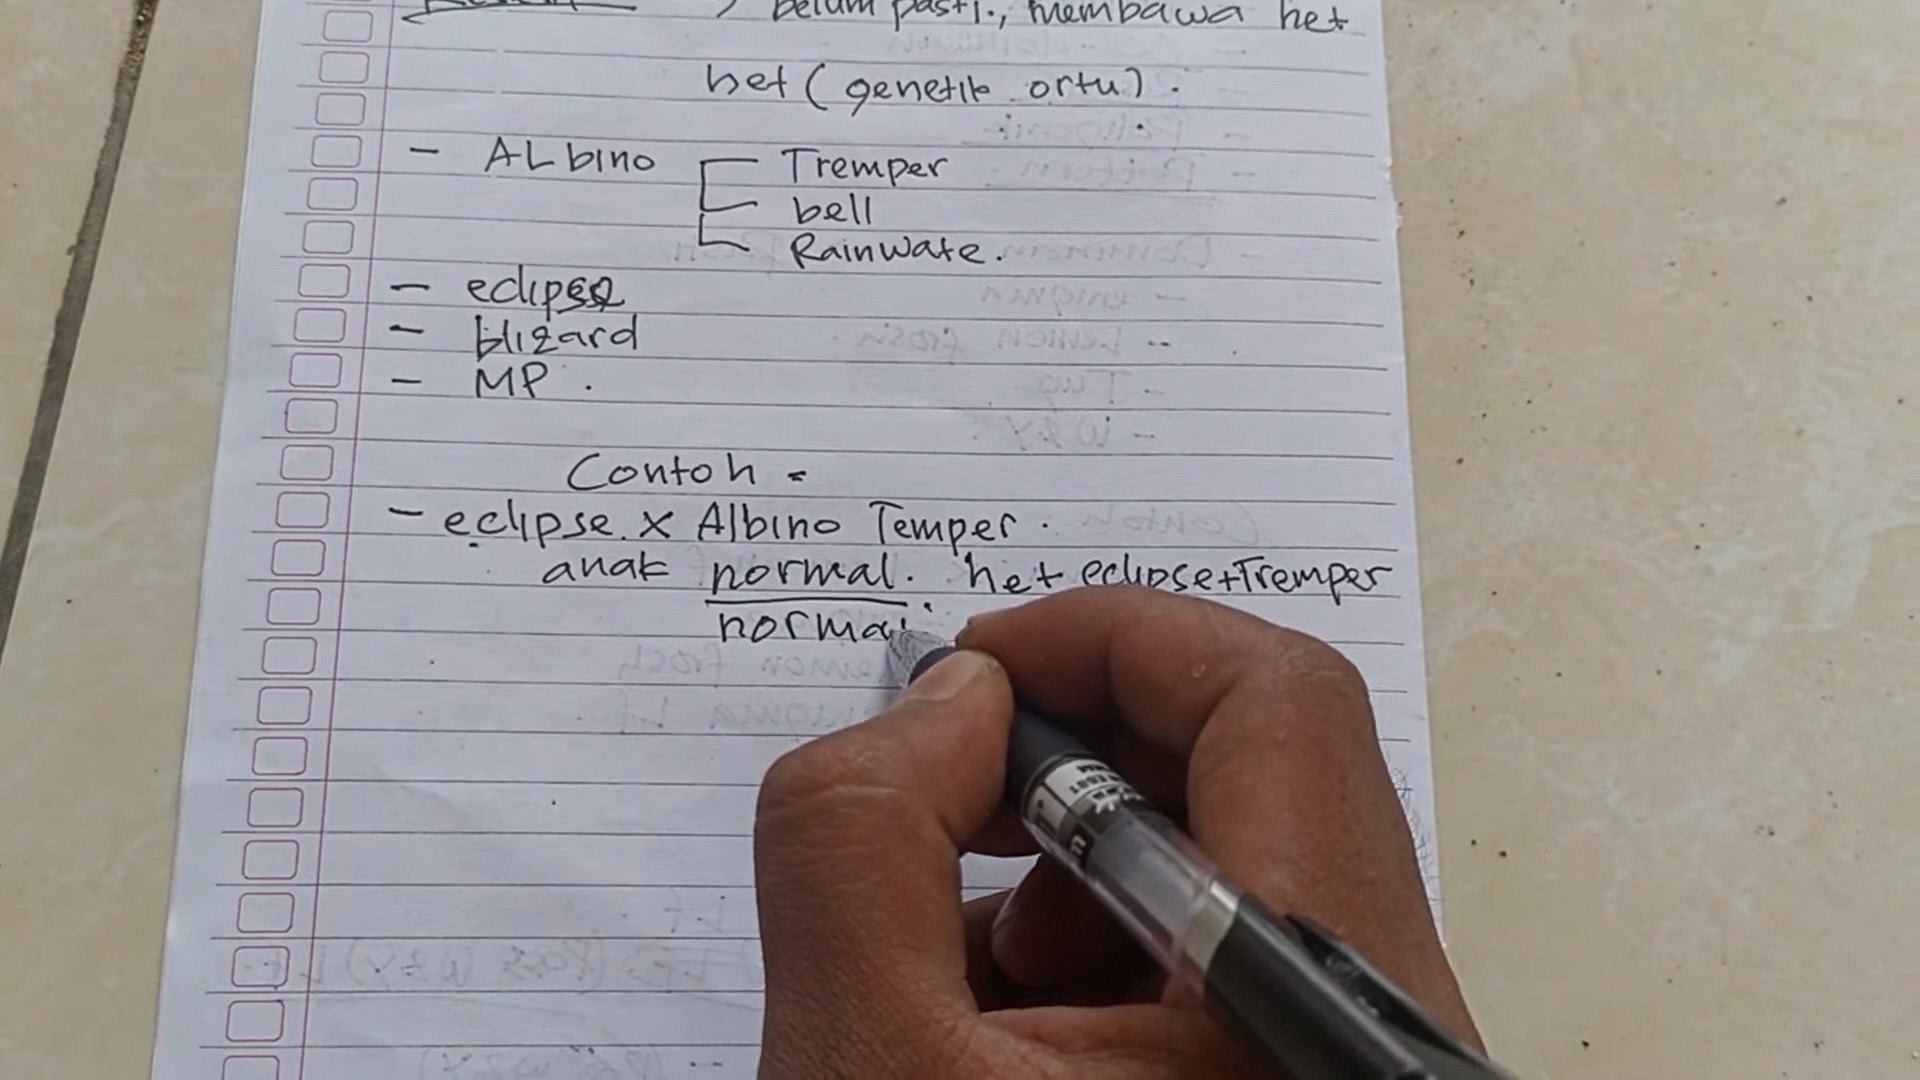 belum pasti., membawa het
het (genetik ortu).
- ALbino Tremper
bell
Rainwate.
- eclipse
- blizard
- MP.
Contoh =
- eclipse x Albino Temper.
anak normal. het eclipse+Tremper
normal